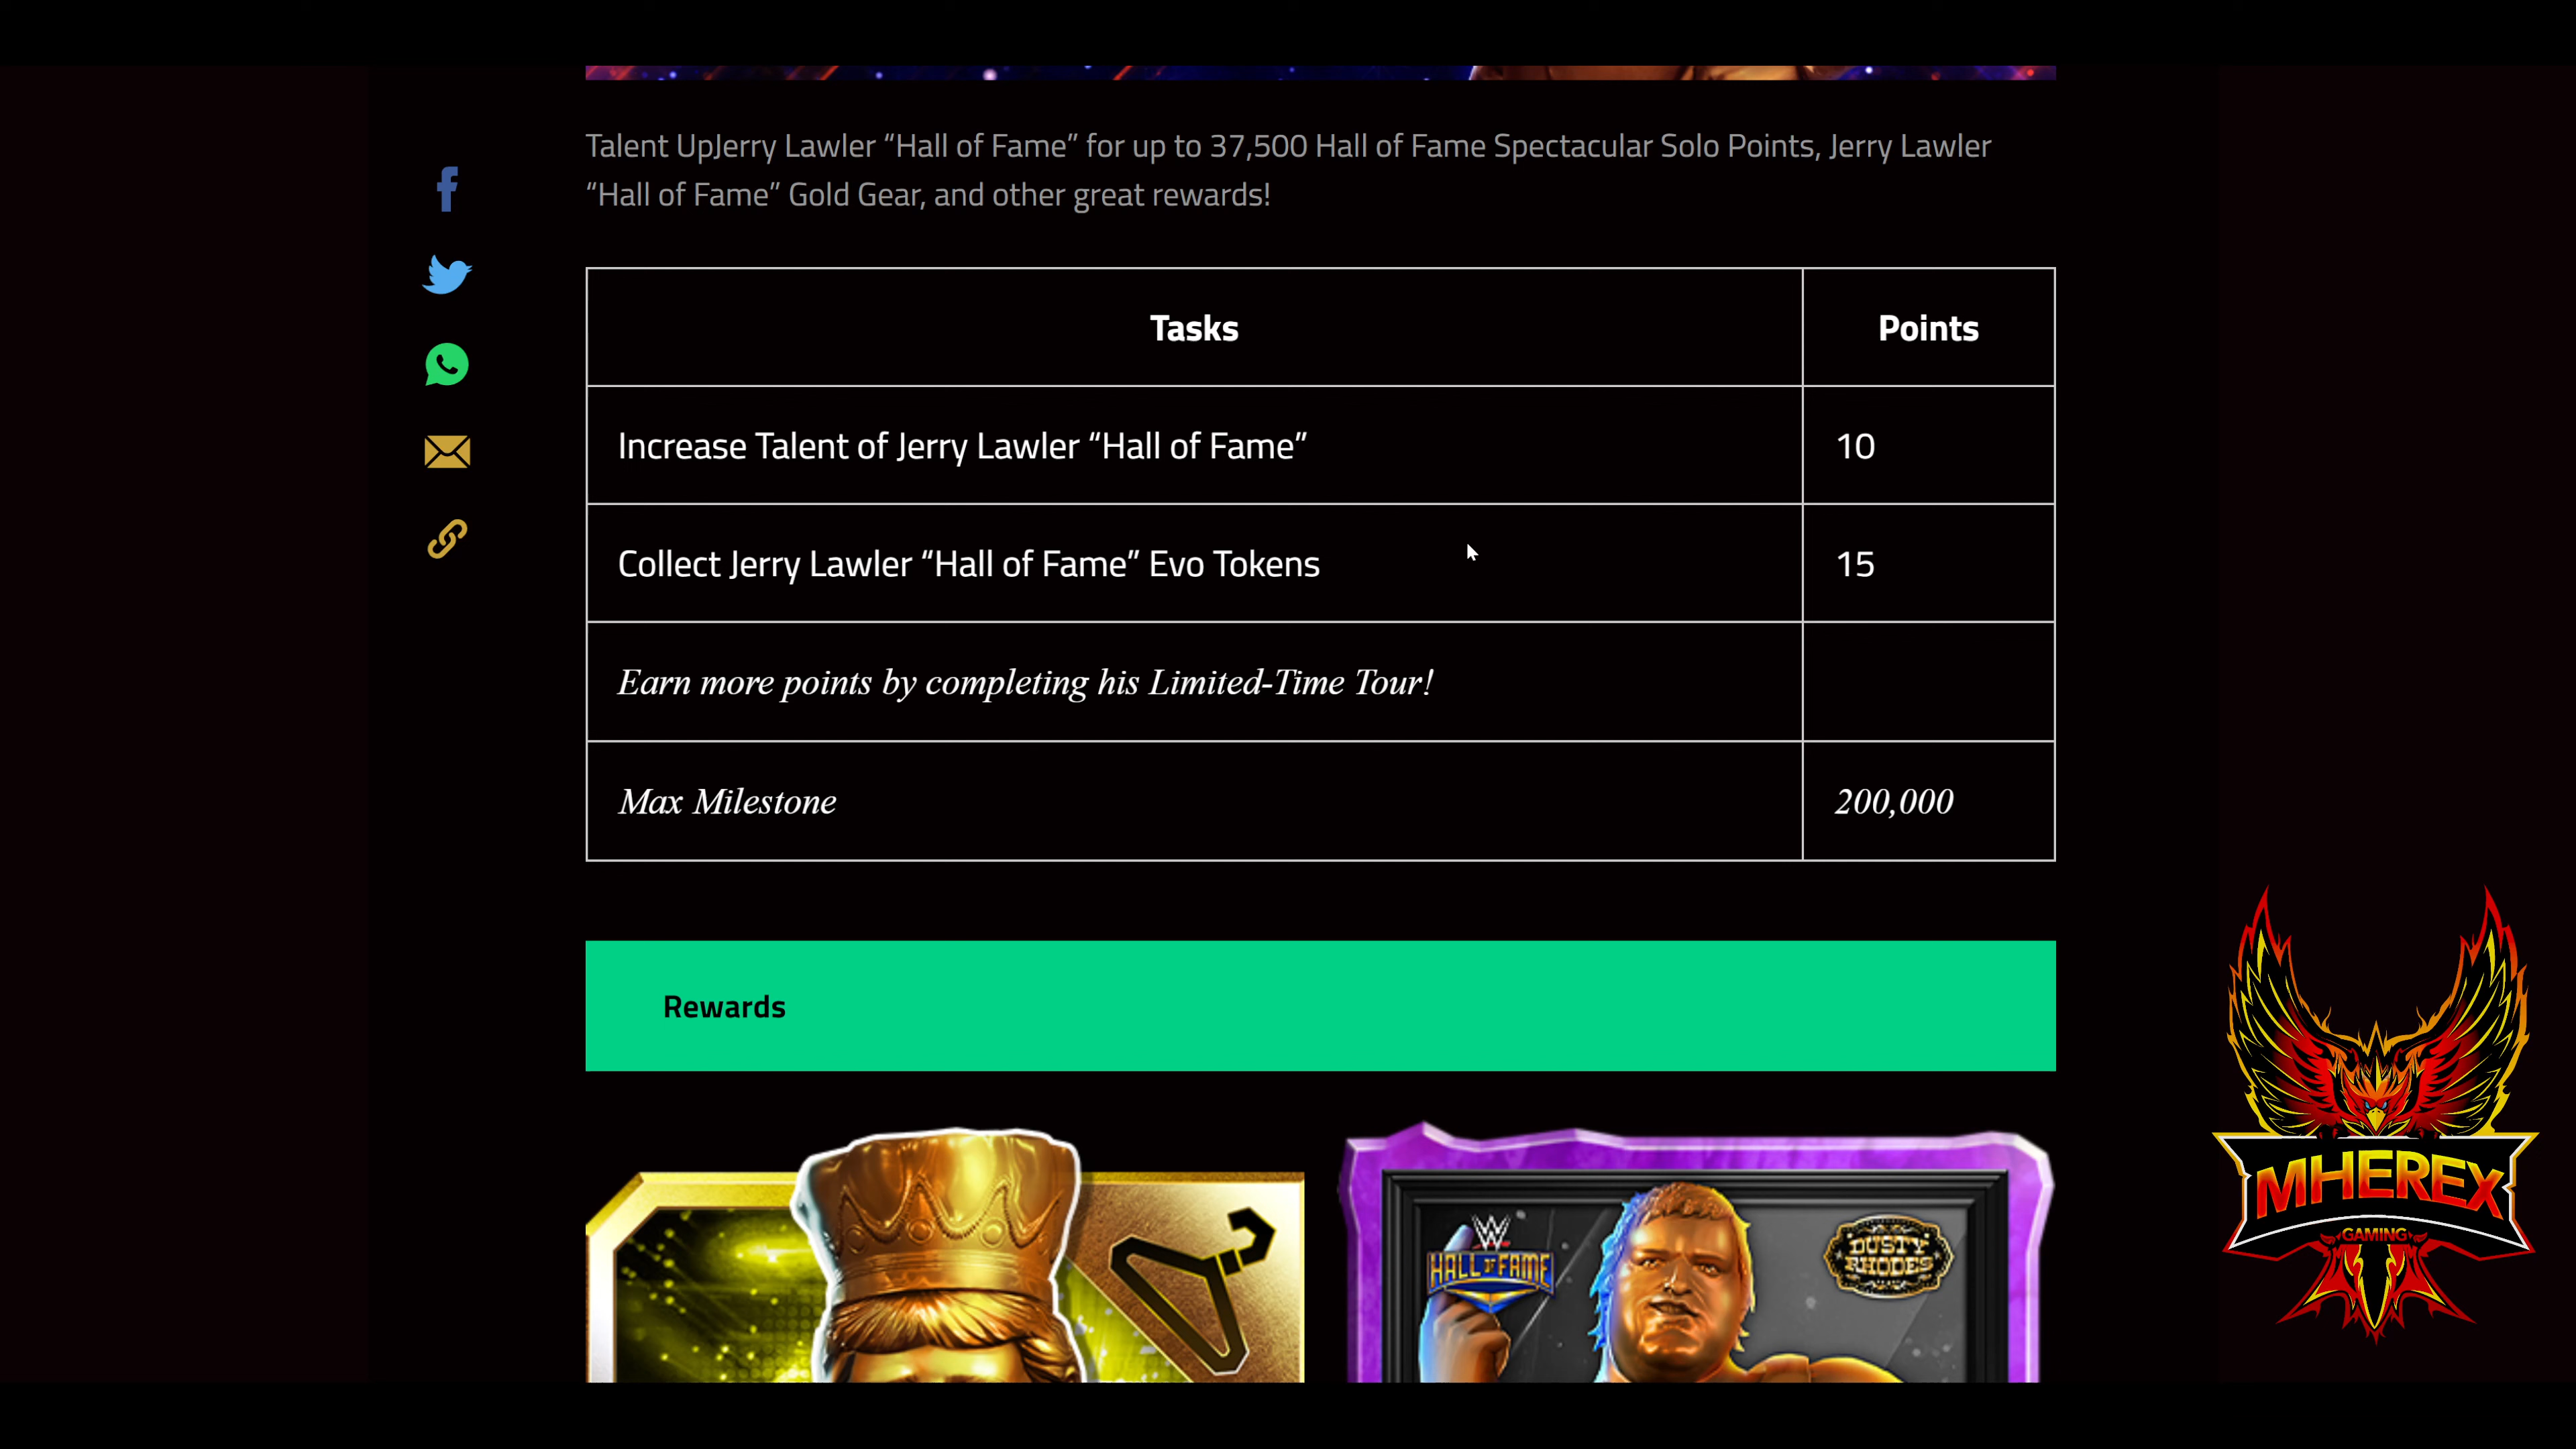 Talent UpJerry Lawler “Hall of Fame” for up to 37,500 Hall of Fame Spectacular Solo Points, Jerry Lawler
“Hall of Fame” Gold Gear, and other great rewards!
Tasks Points
Increase Talent of Jerry Lawler “Hall of Fame” 10
Collect Jerry Lawler “Hall of Fame” Evo Tokens 15
Earn more points by completing his Limited-Time Tour!
Max Milestone 200,000
Rewards
W
HALL OF FAME
DUSTY
RHODES
MHEREX
GAMING